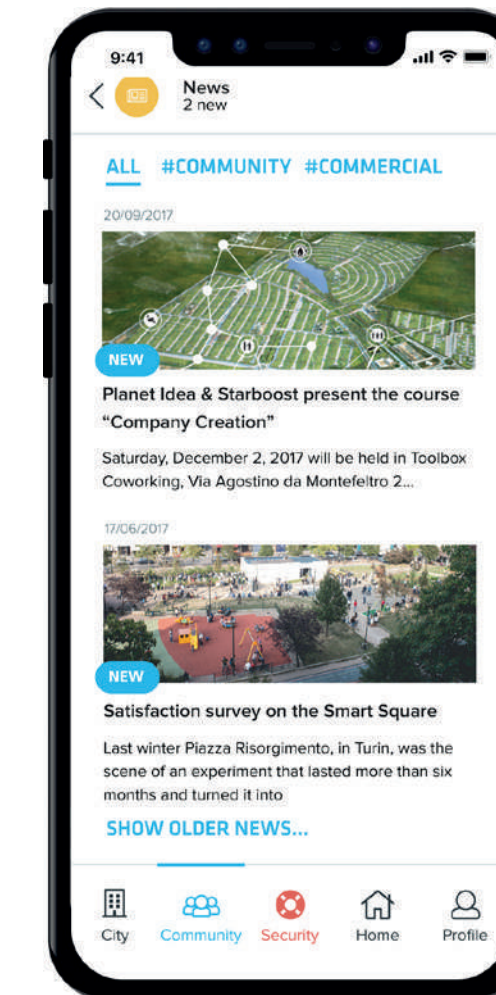 9:41
News
2 new
ALL #COMMUNITY #COMMERCIAL
20/09/2017
NEW
Planet Idea & Starboost present the course
“Company Creation”
Saturday, December 2, 2017 will be held in Toolbox
Coworking, Via Agostino da Montefeltro 2...
17/06/2017
NEW
Satisfaction survey on the Smart Square
Last winter Piazza Risorgimento, in Turin, was the
scene of an experiment that lasted more than six
months and turned it into
SHOW OLDER NEWS...
City Community Security Home Profile